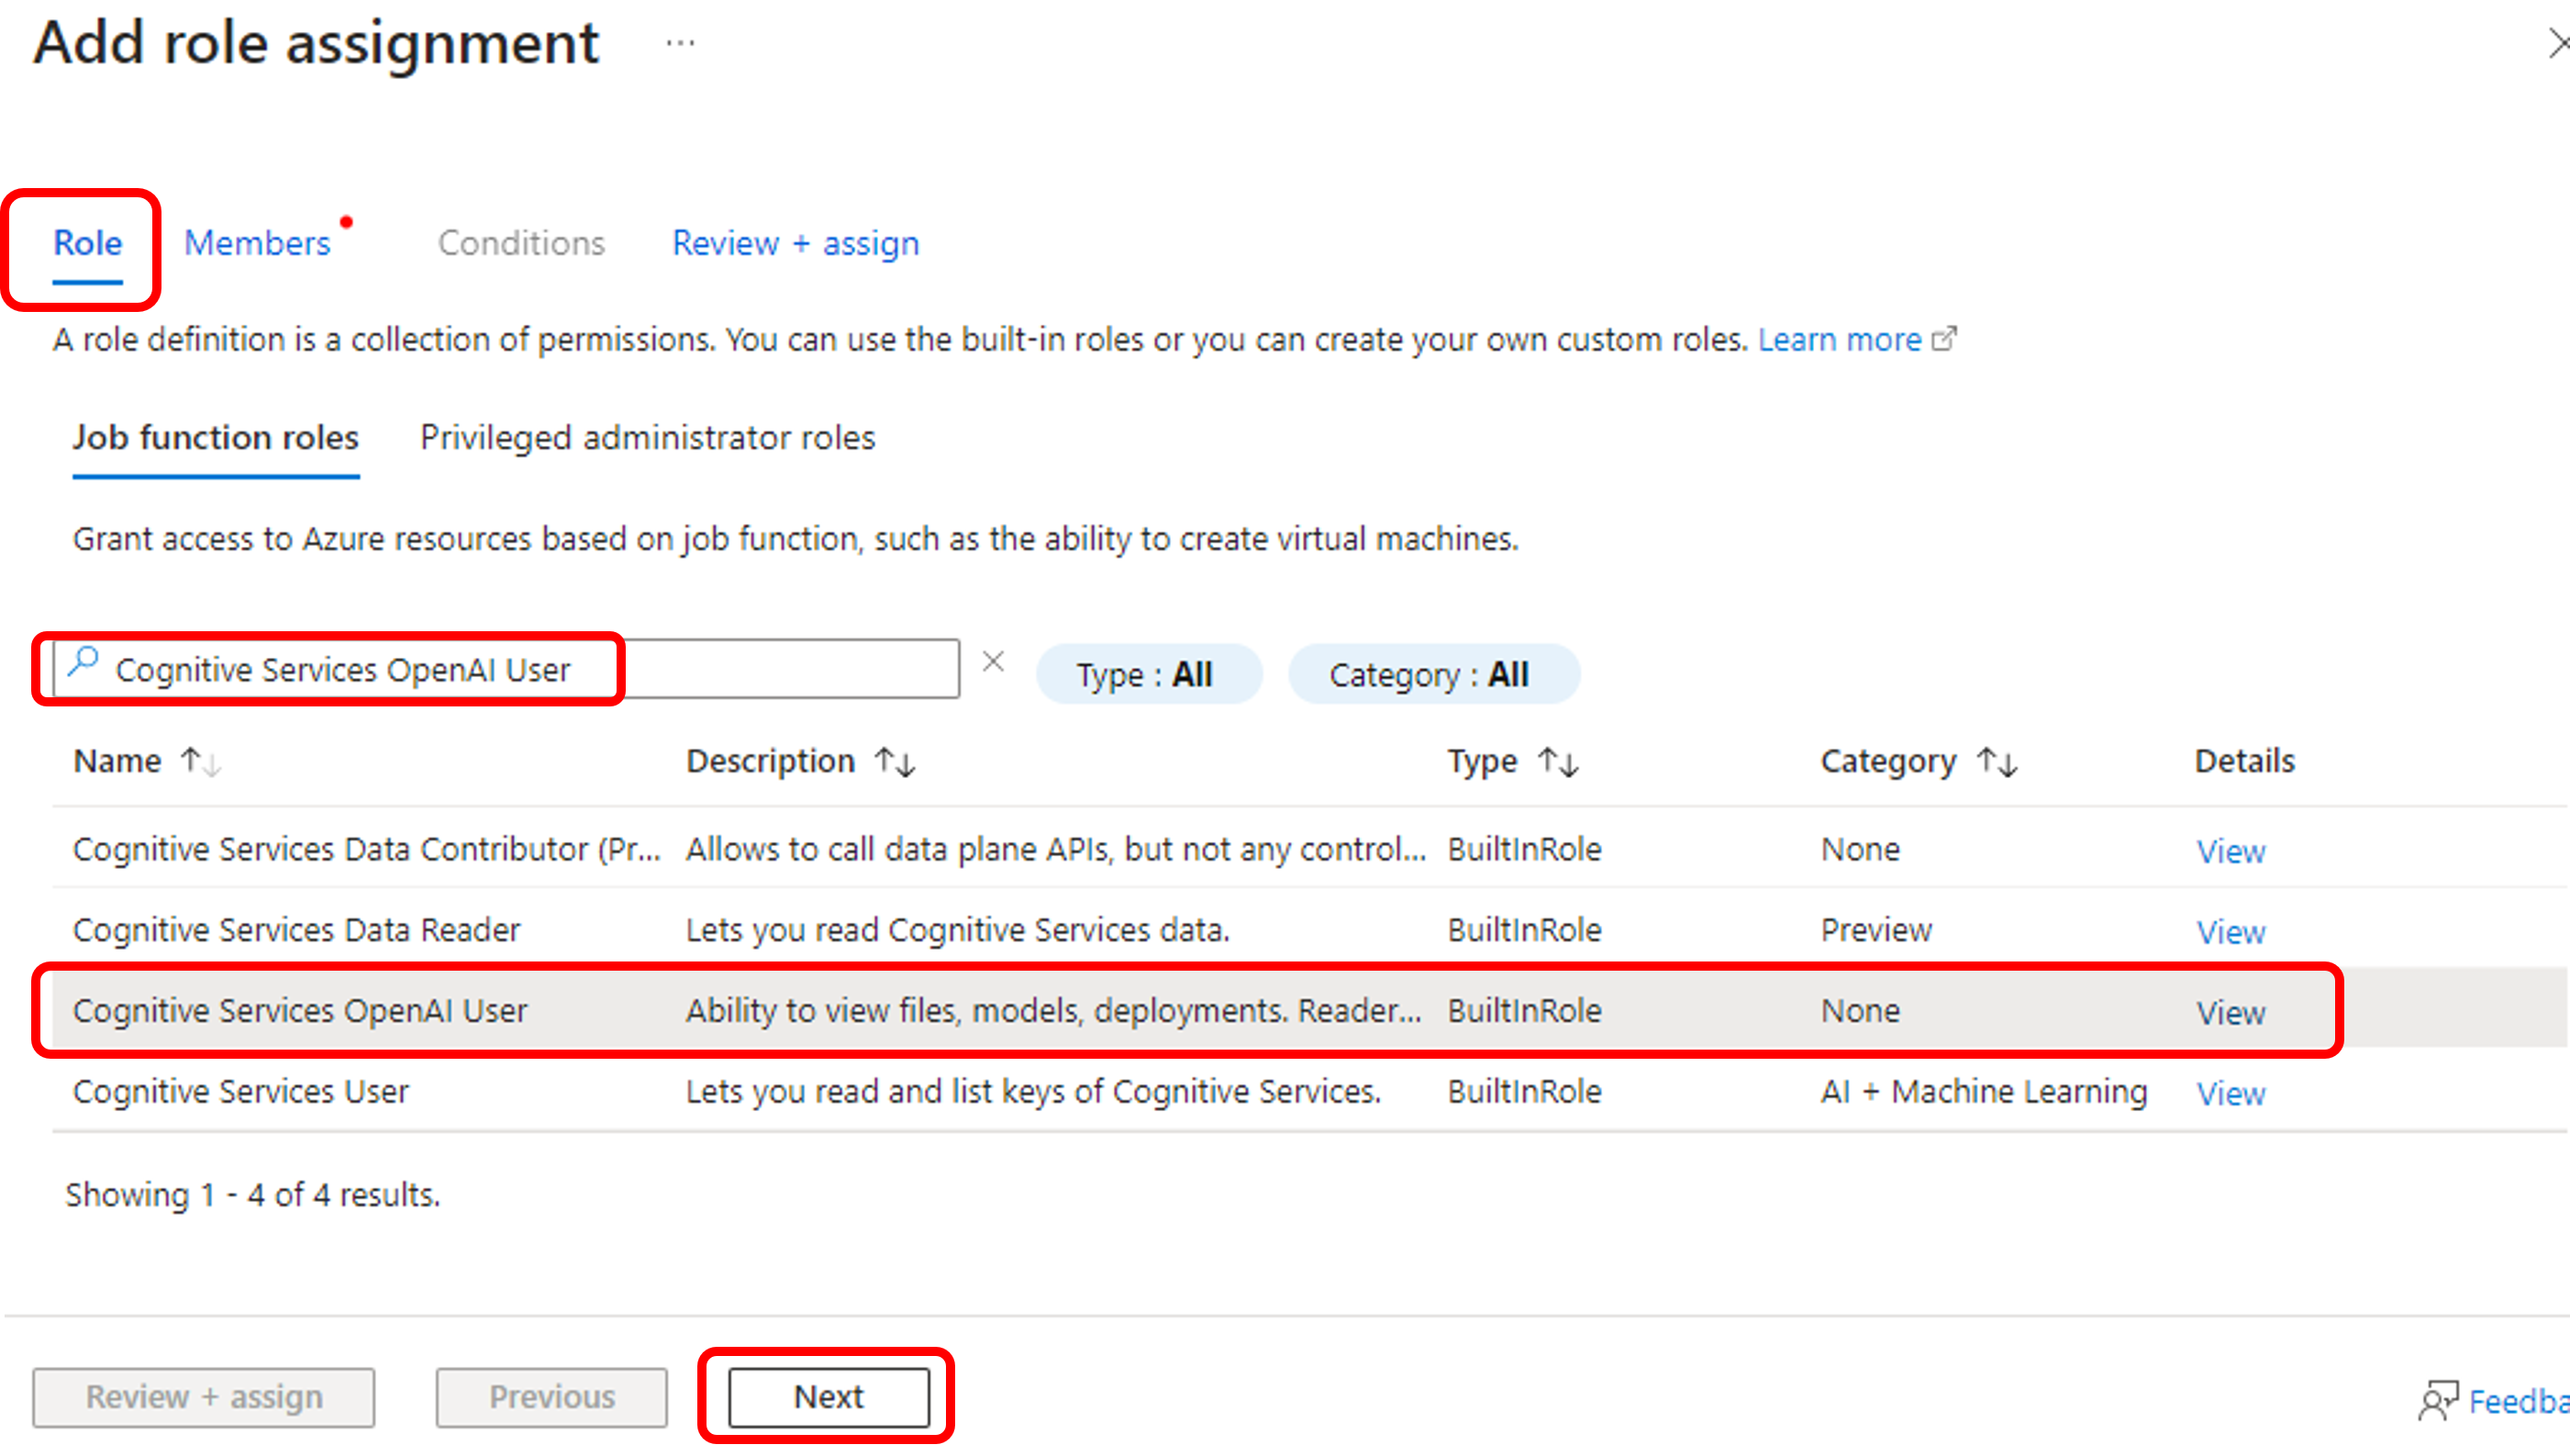 Add role assignment ...
Role Members Conditions Review + assign
A role definition is a collection of permissions. You can use the built-in roles or you can create your own custom roles. Learn more
Job function roles Privileged administrator roles
Grant access to Azure resources based on job function, such as the ability to create virtual machines.
Cognitive Services OpenAI User Type : All Category : All
Name Description Type Category Details
Cognitive Services Data Contributor (Pr... Allows to call data plane APIs, but not any control... BuiltInRole None View
Cognitive Services Data Reader Lets you read Cognitive Services data. BuiltInRole Preview View
Cognitive Services OpenAI User Ability to view files, models, deployments. Reader... BuiltInRole None View
Cognitive Services User Lets you read and list keys of Cognitive Services. BuiltInRole AI + Machine Learning View
Showing 1 - 4 of 4 results.
Review + assign Previous Next Feedba